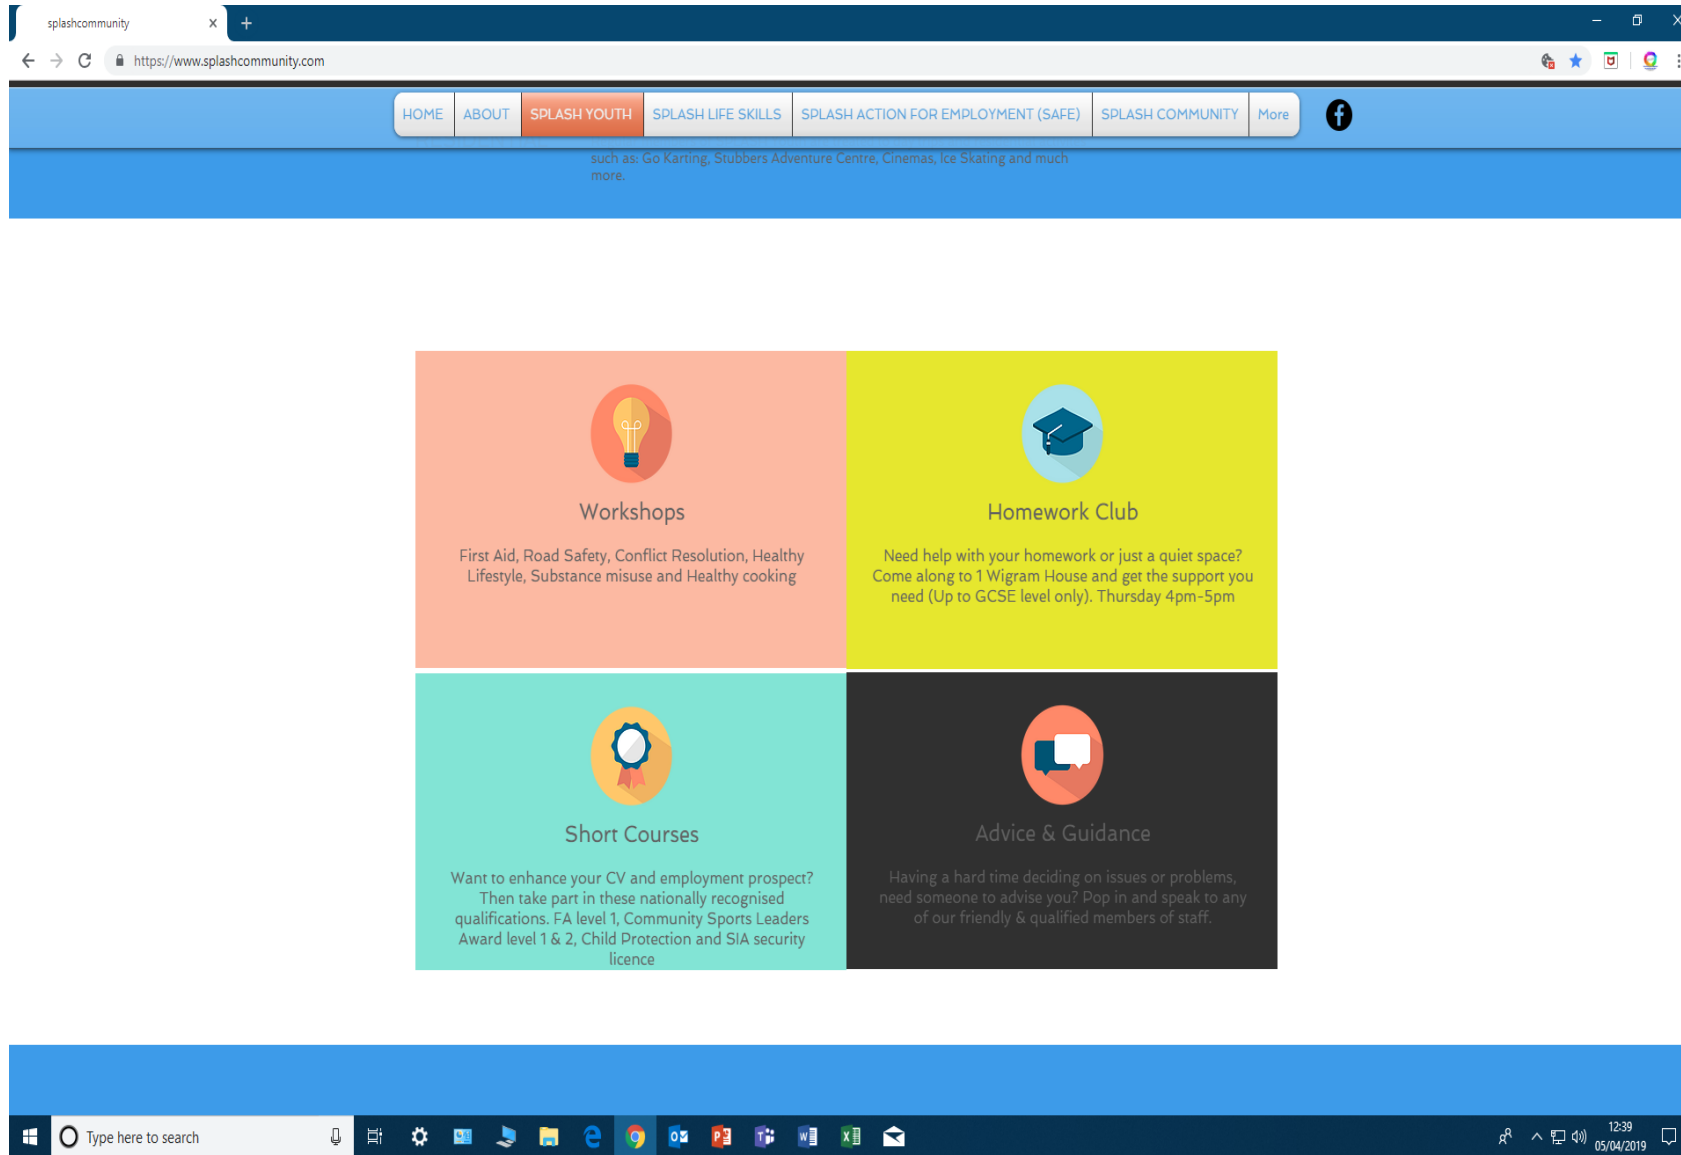 splashcommunity
https://www.splashcommunity.com
HOME ABOUT SPLASH YOUTH SPLASH LIFE SKILLS SPLASH ACTION FOR EMPLOYMENT (SAFE) SPLASH COMMUNITY More
such as: Go Karting, Stubbers Adventure Centre, Cinemas, Ice Skating and much
more.
Workshops
First Aid, Road Safety, Conflict Resolution, Healthy
Lifestyle, Substance misuse and Healthy cooking
Homework Club
Need help with your homework or just a quiet space?
Come along to 1 Wigram House and get the support you
need (Up to GCSE level only). Thursday 4pm-5pm
Short Courses
Want to enhance your CV and employment prospect?
Then take part in these nationally recognised
qualifications. FA level 1, Community Sports Leaders
Award level 1 & 2, Child Protection and SIA security
licence
Advice & Guidance
Having a hard time deciding on issues or problems,
need someone to advise you? Pop in and speak to any
of our friendly & qualified members of staff.
Type here to search
12:39
05/04/2019